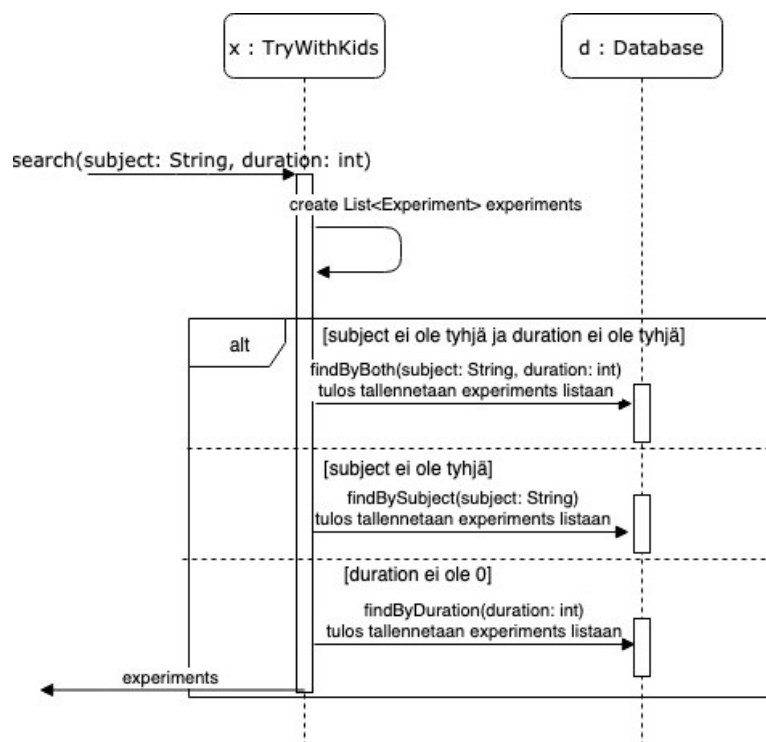 x : TryWithKids
d : Database
search(subject: String, duration: int)
create List<Experiment> experiments
alt
[subject ei ole tyhjä ja duration ei ole tyhjä]
findByBoth(subject: String, duration: int)
tulos tallennetaan experiments listaan
[subject ei ole tyhjä]
findBySubject(subject: String)
tulos tallennetaan experiments listaan
[duration ei ole 0]
findByDuration(duration: int)
tulos tallennetaan experiments listaan
experiments